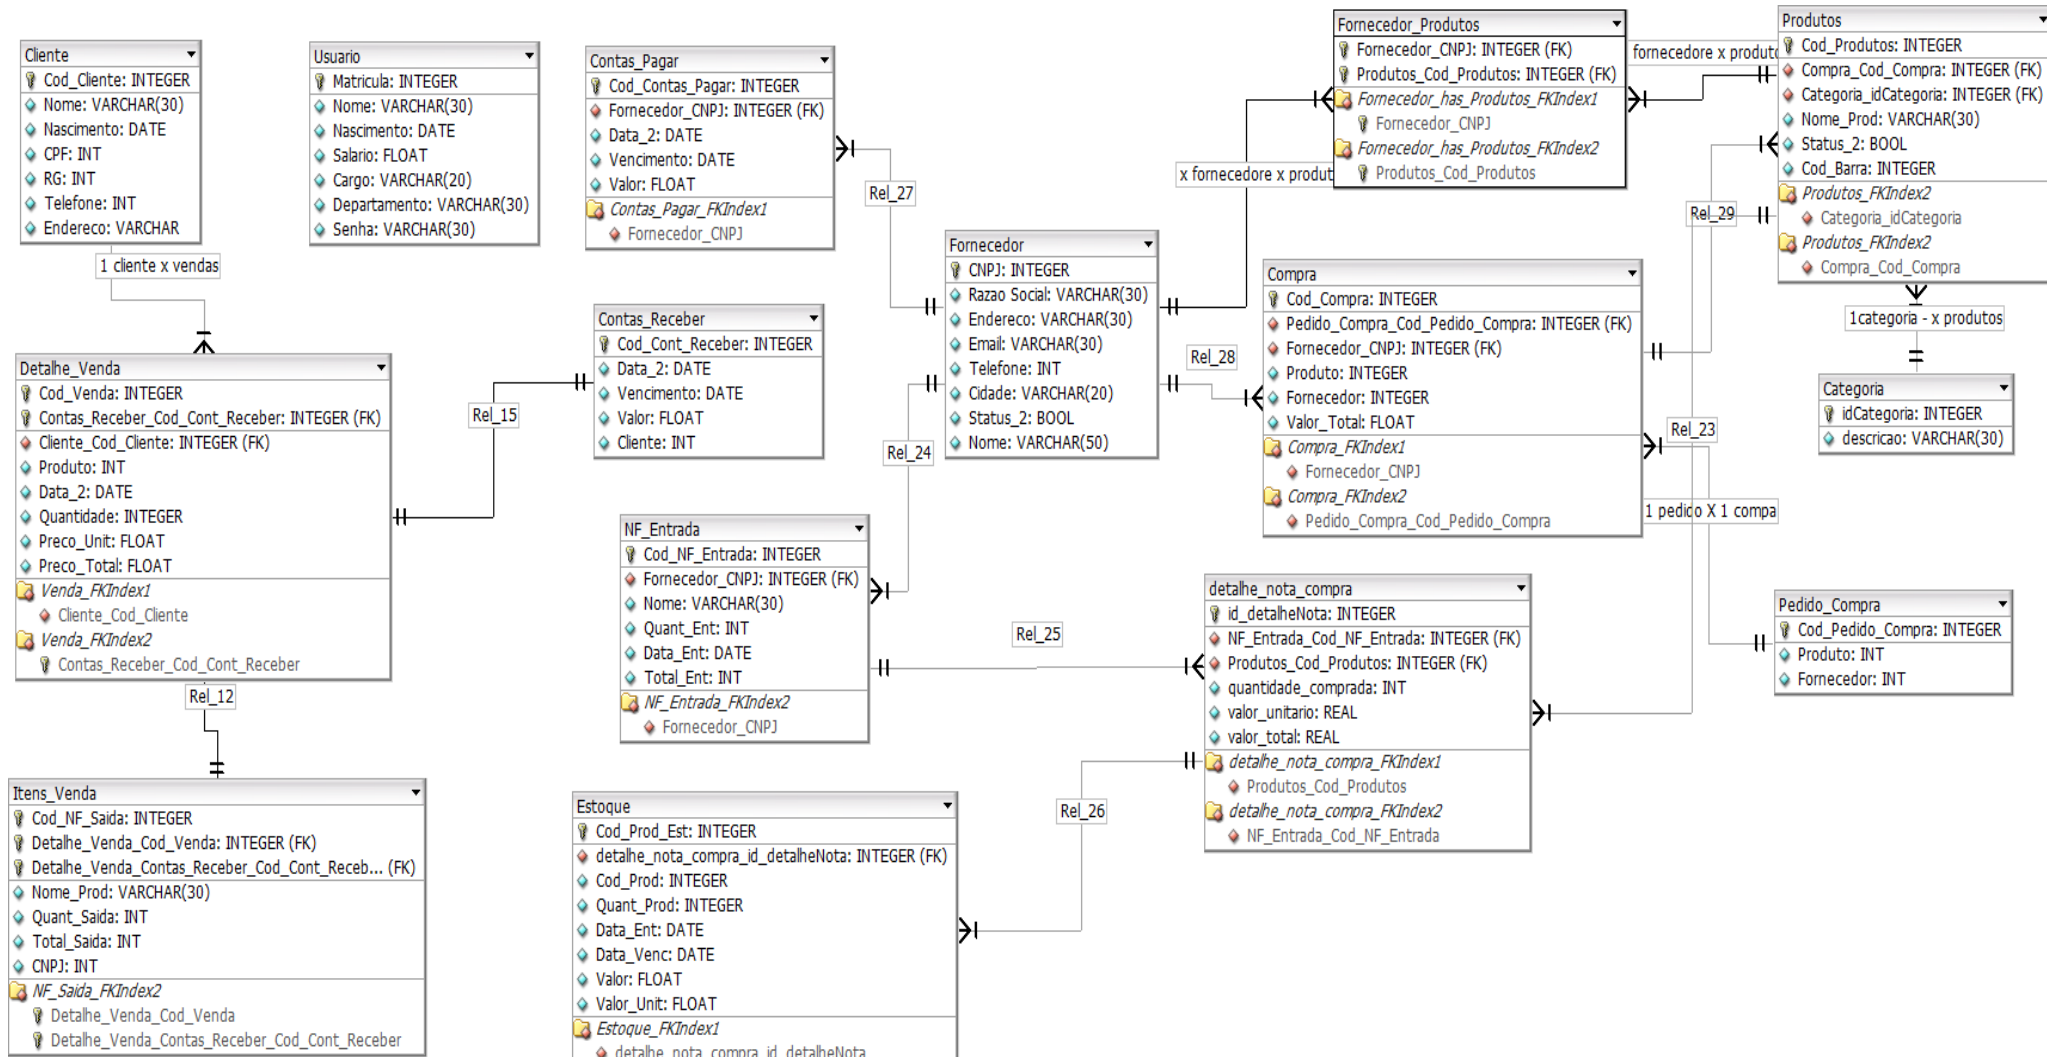 Cliente
Cod_Cliente: INTEGER
Nome: VARCHAR(30)
Nascimento: DATE
CPF: INT
RG: INT
Telefone: INT
Endereco: VARCHAR
1 cliente x vendas
Usuario
Matricula: INTEGER
Nome: VARCHAR(30)
Nascimento: DATE
Salario: FLOAT
Cargo: VARCHAR(20)
Departamento: VARCHAR(30)
Senha: VARCHAR(30)
Contas_Pagar
Cod_Contas_Pagar: INTEGER
Fornecedor_CNPJ: INTEGER (FK)
Data_2: DATE
Vencimento: DATE
Valor: FLOAT
Contas_Pagar_FKIndex1
Fornecedor_CNPJ
Rel_27
Fornecedor_Produtos
Fornecedor_CNPJ: INTEGER (FK)
Produtos_Cod_Produtos: INTEGER (FK)
Fornecedor_has_Produtos_FKIndex1
Fornecedor_CNPJ
Fornecedor_has_Produtos_FKIndex2
Produtos_Cod_Produtos
fornecedore x produto
x fornecedore x produt
Produtos
Cod_Produtos: INTEGER
Compra_Cod_Compra: INTEGER (FK)
Categoria_idCategoria: INTEGER (FK)
Nome_Prod: VARCHAR(30)
Status_2: BOOL
Cod_Barra: INTEGER
Produtos_FKIndex2
Categoria_idCategoria
Produtos_FKIndex2
Compra_Cod_Compra
Rel_29
1categoria - x produtos
Categoria
idCategoria: INTEGER
descricao: VARCHAR(30)
Fornecedor
CNPJ: INTEGER
Razao Social: VARCHAR(30)
Endereco: VARCHAR(30)
Email: VARCHAR(30)
Telefone: INT
Cidade: VARCHAR(20)
Status_2: BOOL
Nome: VARCHAR(50)
Rel_28
Compra
Cod_Compra: INTEGER
Pedido_Compra_Cod_Pedido_Compra: INTEGER (FK)
Fornecedor_CNPJ: INTEGER (FK)
Produto: INTEGER
Fornecedor: INTEGER
Valor_Total: FLOAT
Compra_FKIndex1
Fornecedor_CNPJ
Compra_FKIndex2
Pedido_Compra_Cod_Pedido_Compra
Rel_23
1 pedido X 1 compa
Contas_Receber
Cod_Cont_Receber: INTEGER
Data_2: DATE
Vencimento: DATE
Valor: FLOAT
Cliente: INT
Rel_15
Rel_24
Detalhe_Venda
Cod_Venda: INTEGER
Contas_Receber_Cod_Cont_Receber: INTEGER (FK)
Cliente_Cod_Cliente: INTEGER (FK)
Produto: INT
Data_2: DATE
Quantidade: INTEGER
Preco_Unit: FLOAT
Preco_Total: FLOAT
Venda_FKIndex1
Cliente_Cod_Cliente
Venda_FKIndex2
Contas_Receber_Cod_Cont_Receber
Rel_12
NF_Entrada
Cod_NF_Entrada: INTEGER
Fornecedor_CNPJ: INTEGER (FK)
Nome: VARCHAR(30)
Quant_Ent: INT
Data_Ent: DATE
Total_Ent: INT
NF_Entrada_FKIndex2
Fornecedor_CNPJ
Rel_25
detalhe_nota_compra
id_detalheNota: INTEGER
NF_Entrada_Cod_NF_Entrada: INTEGER (FK)
Produtos_Cod_Produtos: INTEGER (FK)
quantidade_comprada: INT
valor_unitario: REAL
valor_total: REAL
detalhe_nota_compra_FKIndex1
Produtos_Cod_Produtos
detalhe_nota_compra_FKIndex2
NF_Entrada_Cod_NF_Entrada
Pedido_Compra
Cod_Pedido_Compra: INTEGER
Produto: INT
Fornecedor: INT
Rel_26
Itens_Venda
Cod_NF_Saida: INTEGER
Detalhe_Venda_Cod_Venda: INTEGER (FK)
Detalhe_Venda_Contas_Receber_Cod_Cont_Receb... (FK)
Nome_Prod: VARCHAR(30)
Quant_Saida: INT
Total_Saida: INT
CNPJ: INT
NF_Saida_FKIndex2
Detalhe_Venda_Cod_Venda
Detalhe_Venda_Contas_Receber_Cod_Cont_Receber
Estoque
Cod_Prod_Est: INTEGER
detalhe_nota_compra_id_detalheNota: INTEGER (FK)
Cod_Prod: INTEGER
Quant_Prod: INTEGER
Data_Ent: DATE
Data_Venc: DATE
Valor: FLOAT
Valor_Unit: FLOAT
Estoque_FKIndex1
detalhe_nota_compra_id_detalheNota